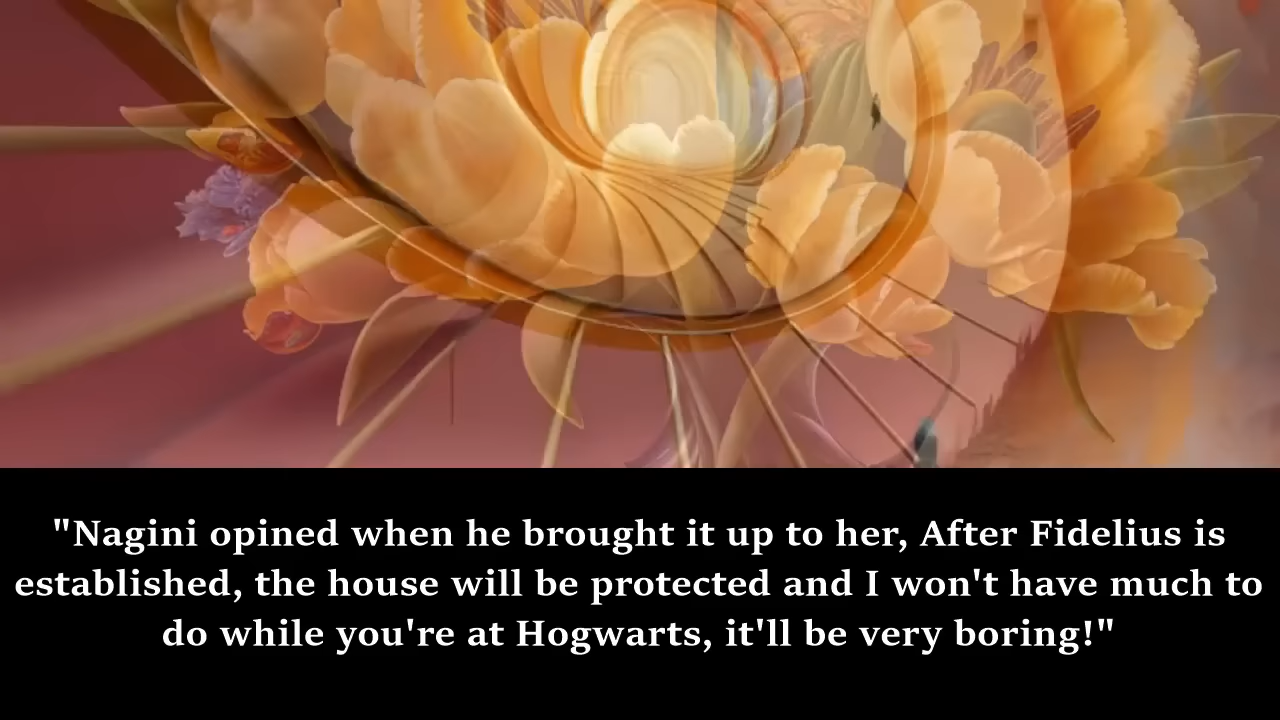 "Nagini opined when he brought it up to her, After Fidelius is
established, the house will be protected and I won't have much to
do while you're at Hogwarts, it'll be very boring!"